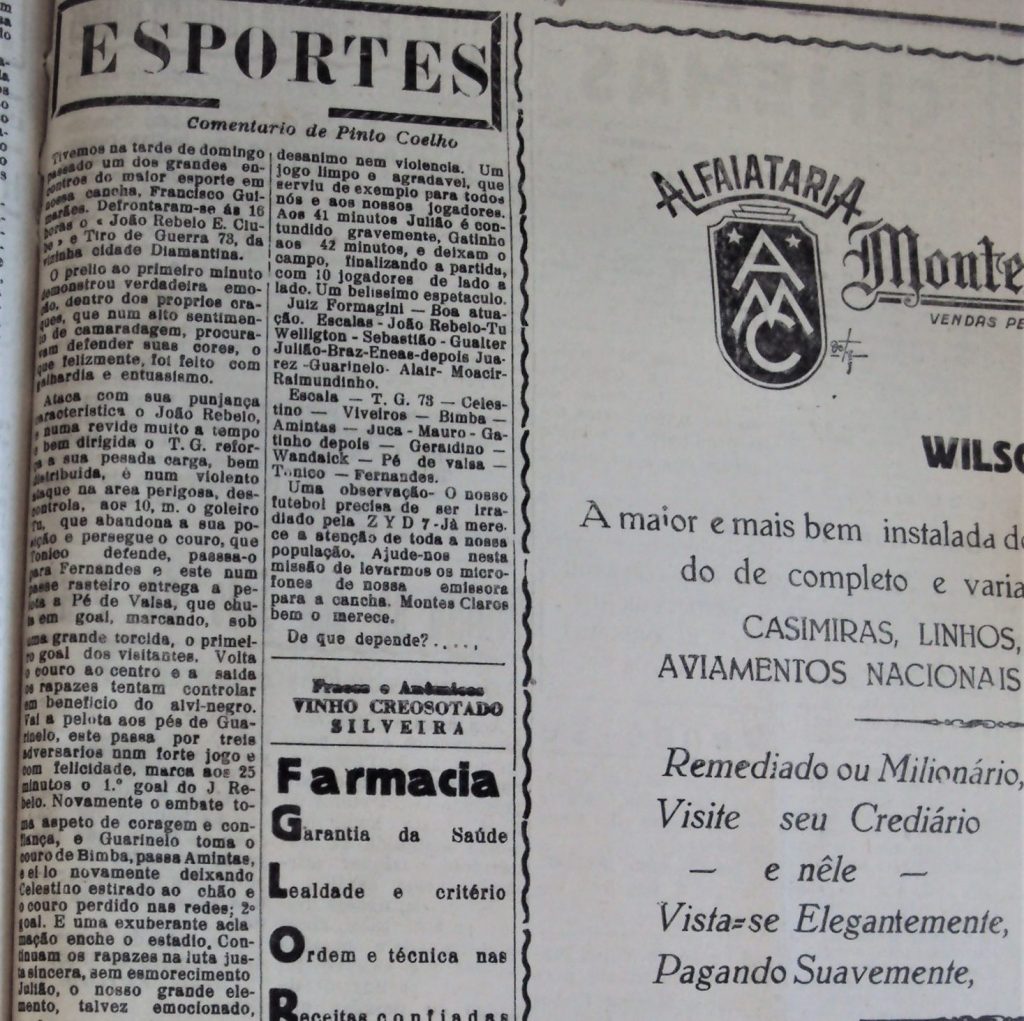 ESPORTES
Comentario de Pinto Coelho
Tivemos na tarde de domingo
passado um dos grandes en-
contros do maior esporte em
nossa cancha, Francisco Gui-
marães. Defrontaram-se ás 16
horas o « João Rebelo E. Clu-
be » e Tiro de Guerra 73, da
vizinha cidade Diamantina.
O prelio ao primeiro minuto
demonstrou verdadeira emo-
ção, dentro dos proprios cra-
ques, que num alto sentimen-
to de camaradagem, procura-
vam defender suas cores, o
que felizmente, foi feito com
galhardia e entuasismo.
Ataca com sua punjança
caracteristica o João Rebelo,
e numa revide muito a tempo
e bem dirigida o T. G. refor-
ça a sua pesada carga, bem
distribuida, e num violento
ataque na area perigosa, des-
controla, aos 10, m. o goleiro
Tu, que abandona a sua po-
sição e persegue o couro, que
Tonico defende, passsa-o
para Fernandes e este num
passe rasteiro entrega a pe-
lota a Pé de Valsa, que chu-
ta em goal, marcando, sob
uma grande torcida, o primei-
ro goal dos visitantes. Volta
o couro ao centro e a saida
os rapazes tentam controlar
em beneficio do alvi-negro.
Vai a pelota aos pés de Gua-
rinelo, este passa por treis
adversarios nnm forte jogo e
com felicidade, marca aos 25
minutos o 1.º goal do J Re-
belo. Novamente o embate to-
ma aspeto de coragem e con-
fiança, e Guarinelo toma o
couro de Bimba, passa Amintas,
e ei lo novamente deixando
Celestino estirado ao chão e
o couro perdido nas redes; 2º
goal. E uma exuberante acla
mação enche o estadio. Con-
tinuam os rapazes na luta jus-
ta sincera, sem esmorecimento
Julião, o nosso grande ele-
mento, talvez emocionado,
desanimo nem violencia. Um
jogo limpo e agradavel, que
serviu de exemplo para todos
nós e aos nossos jogadores.
Aos 41 minutos Julião é con-
tundido gravemente, Gatinho
aos 42 minutos, e deixam o
campo, finalizando a partida,
com 10 jogadores de lado a
lado. Um belissimo espetaculo.
Juiz Formagini — Boa atua-
ção. Escalas - João Rebelo-Tu
Welligton - Sebastião - Gualter
Julião-Braz-Eneas-depois Jua-
rez -Guarinelo- Alair- Moacir-
Raimundinho.
Escala — T. G. 73 — Celes-
tino — Viveiros — Bimba —
Amintas — Juca - Mauro - Ga-
tinho depois — Geraldino —
Wandaick — Pé de valsa —
Tonico — Fernandes.
Uma observação- O nosso
futebol precisa de ser irra-
diado pela Z Y D 7-Já mere-
ce a atenção de toda a nossa
população. Ajude-nos nesta
missão de levarmos os micro-
fones de nossa emissora
para a cancha. Montes Claros
bem o merece.
De que depende?.....
Fracos e Anêmicos
VINHO CREOSOTADO
SILVEIRA
Farmacia
Garantia da Saúde
Lealdade e critério
Ordem e técnica nas
Receitas confiadas
ALFAIATARIA
AMC
Monte
VENDAS PE
WILSO
A maior e mais bem instalada d
do de completo e varia
CASIMIRAS, LINHOS,
AVIAMENTOS NACIONAIS
Remediado ou Milionário,
Visite seu Crediário
— e nêle —
Vista=se Elegantemente,
Pagando Suavemente,